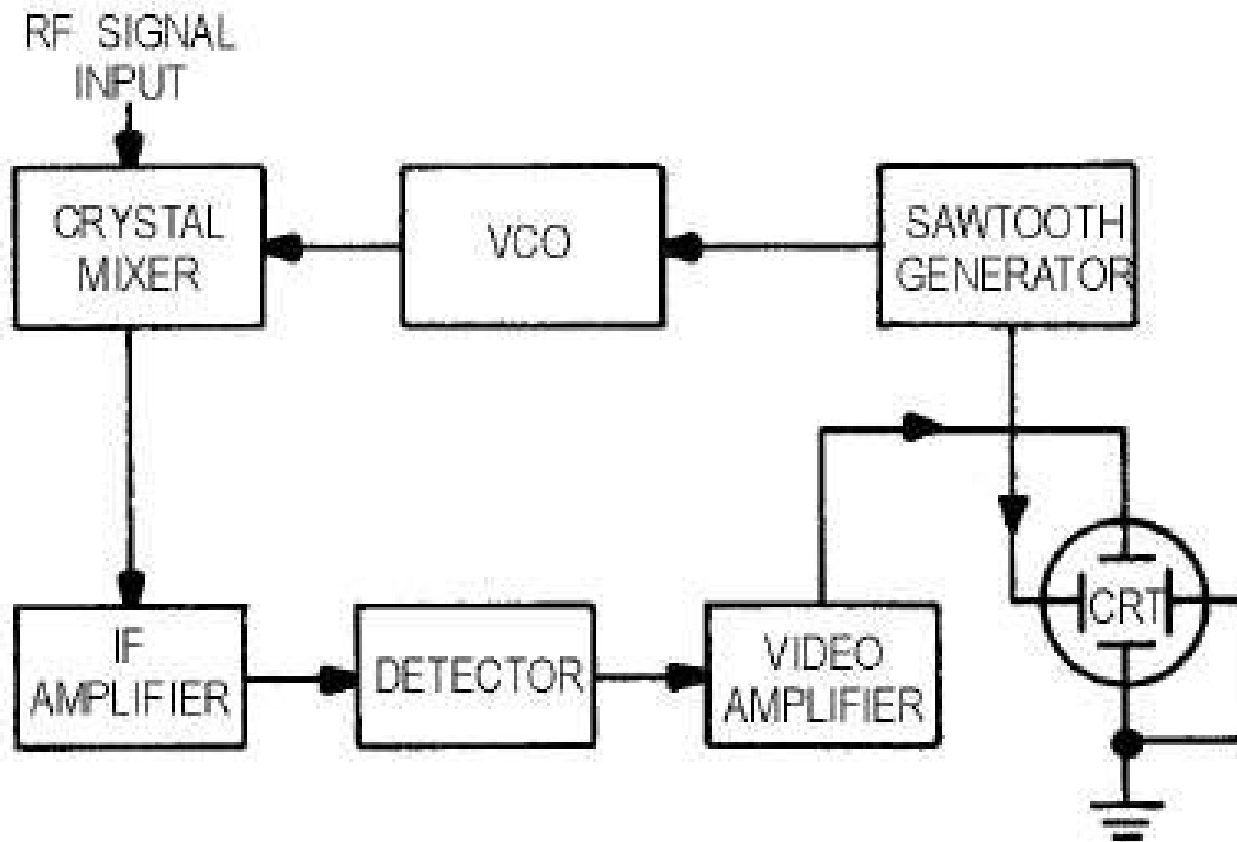 RF SIGNAL
INPUT
CRYSTAL
MIXER
VCO
SAWTOOTH
GENERATOR
IF
AMPLIFIER
DETECTOR
VIDEO
AMPLIFIER
CRT